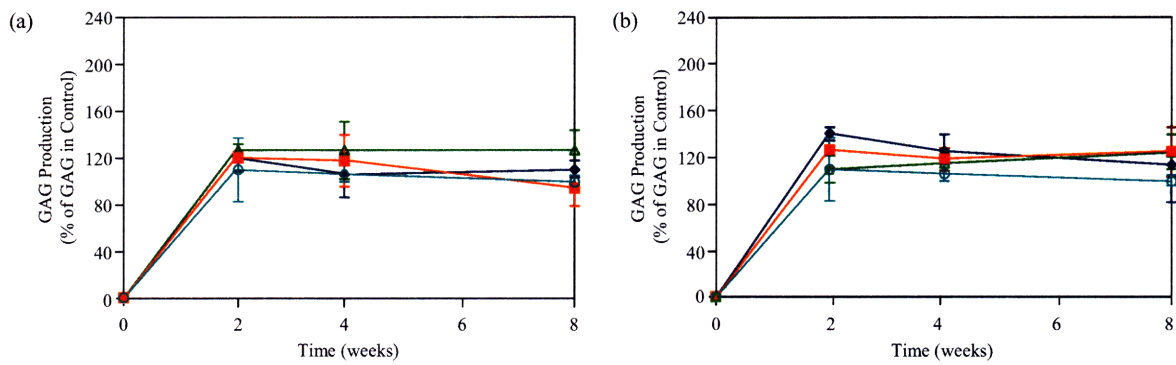 (a)
GAG Production
(% of GAG in Control)
240
200
160
120
80
40
0
0 2 4 6 8
Time (weeks)
(b)
GAG Production
(% of GAG in Control)
240
200
160
120
80
40
0
0 2 4 6 8
Time (weeks)